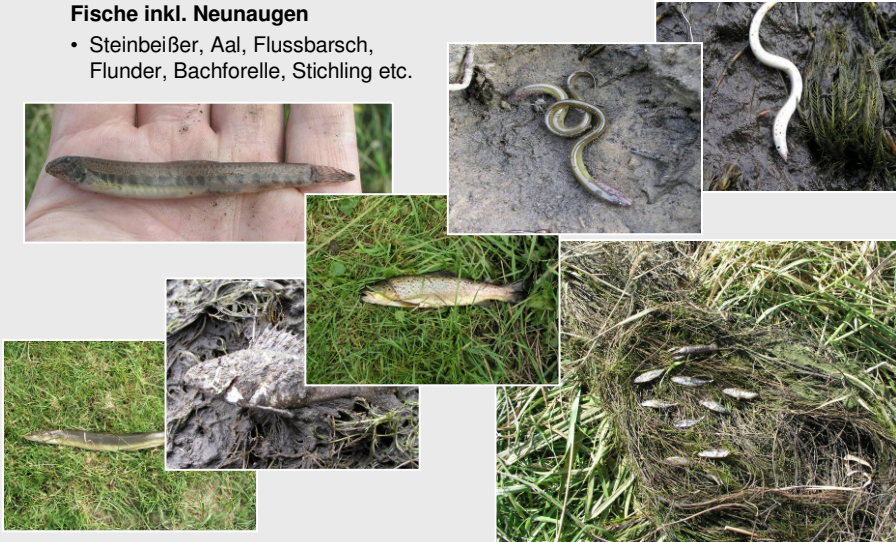 Fische inkl. Neunaugen
• Steinbeißer, Aal, Flussbarsch,
Flunder, Bachforelle, Stichling etc.